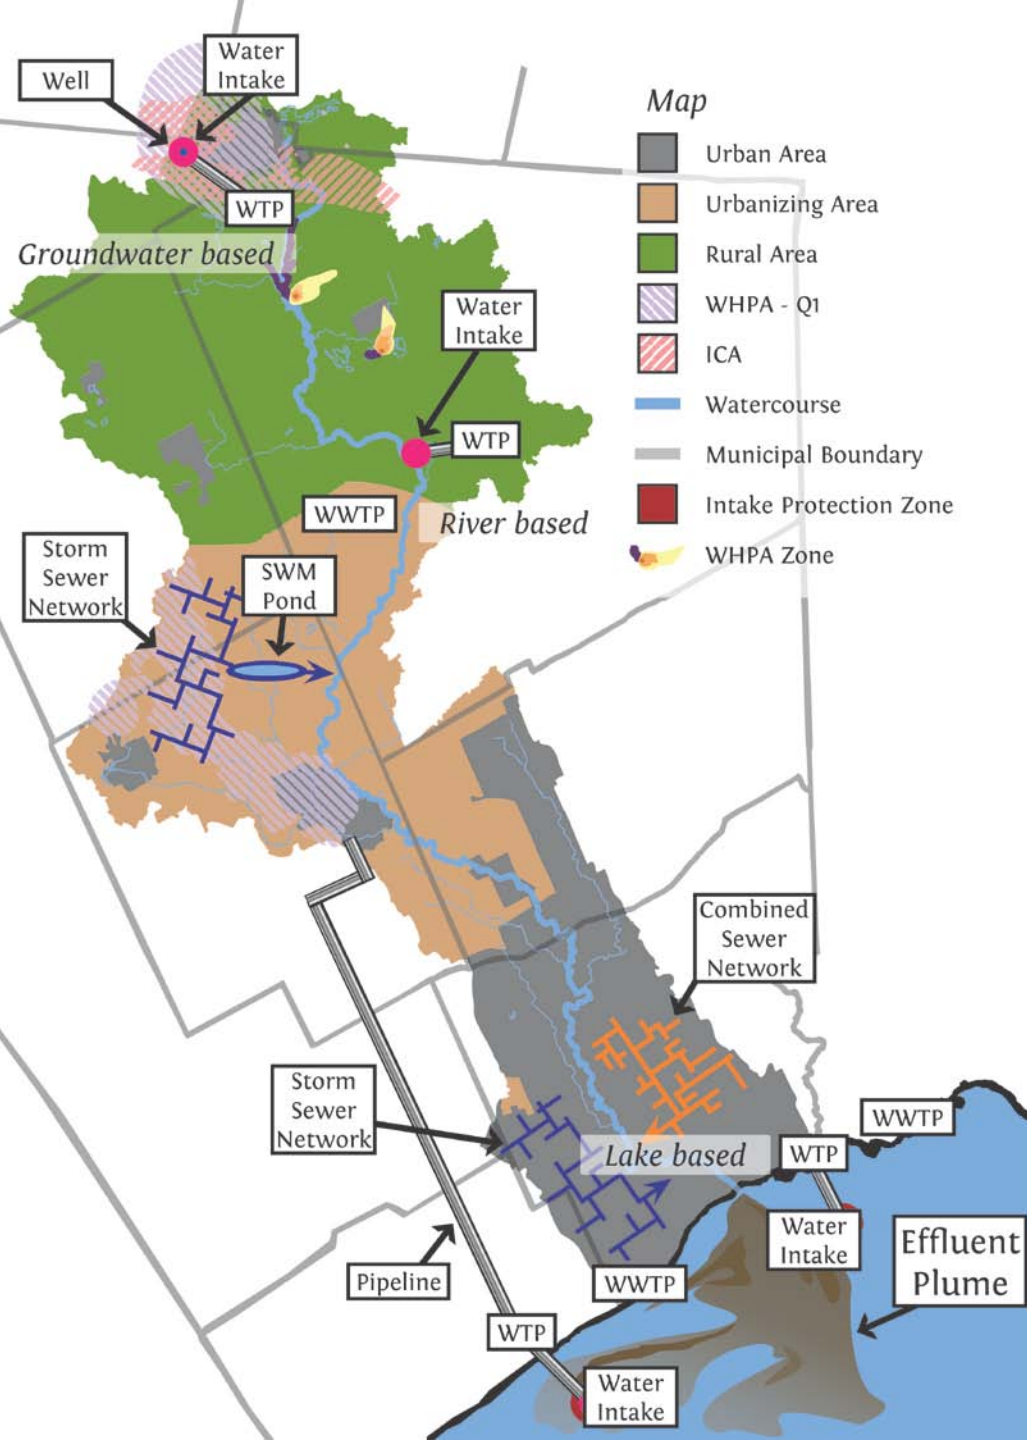 Well
Water
Intake
WTP
Groundwater based
Map
Urban Area
Urbanizing Area
Rural Area
WHPA - Q1
ICA
Watercourse
Municipal Boundary
Intake Protection Zone
WHPA Zone
Water
Intake
WTP
WWTP
River based
Storm
Sewer
Network
SWM
Pond
Combined
Sewer
Network
Storm
Sewer
Network
Lake based
WWTP
WTP
Water
Intake
Effluent
Plume
Pipeline
WWTP
WTP
Water
Intake